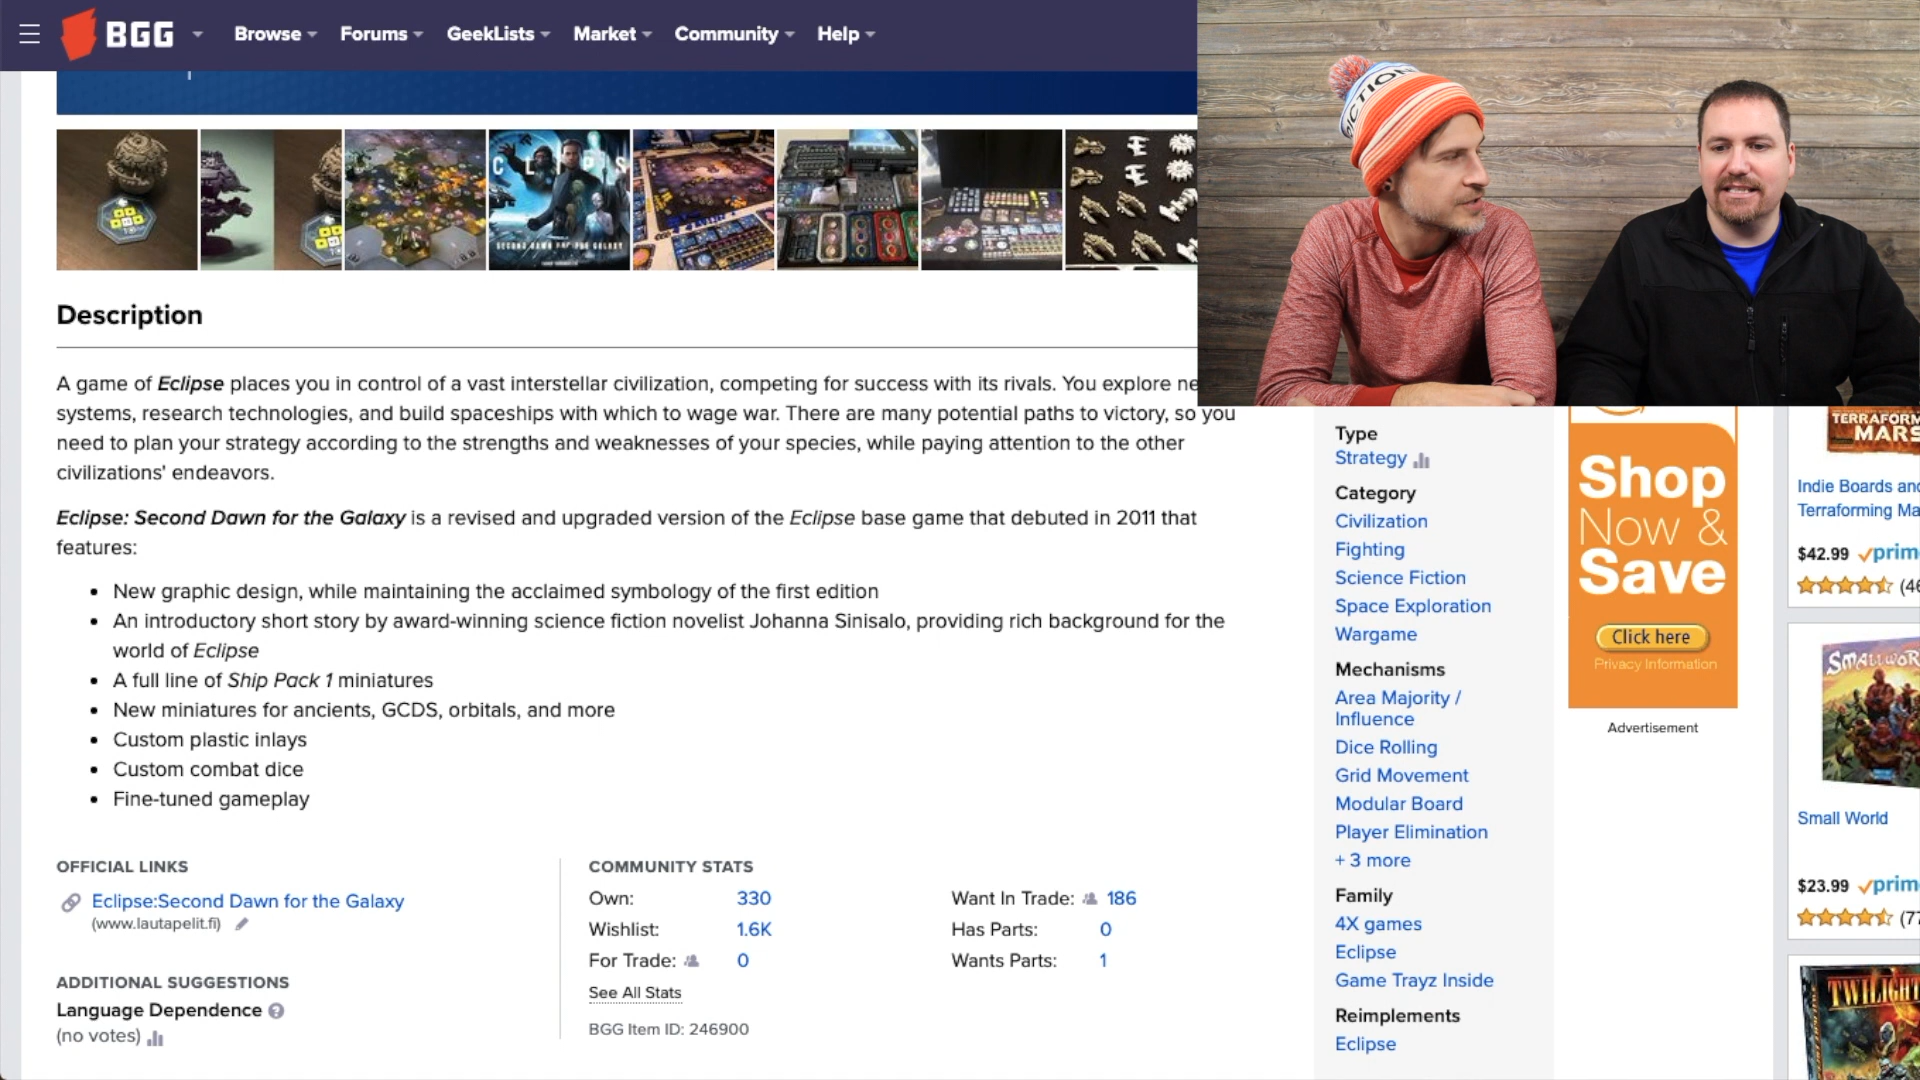 BGG
Browse
Forums
GeekLists
Market
Community
Help
ECLIPS
SECOND DAWN FOR THE GALAXY
ICTION
Description
A game of Eclipse places you in control of a vast interstellar civilization, competing for success with its rivals. You explore ne
systems, research technologies, and build spaceships with which to wage war. There are many potential paths to victory, so you
need to plan your strategy according to the strengths and weaknesses of your species, while paying attention to the other
civilizations' endeavors.
Eclipse: Second Dawn for the Galaxy is a revised and upgraded version of the Eclipse base game that debuted in 2011 that
features:
• New graphic design, while maintaining the acclaimed symbology of the first edition
• An introductory short story by award-winning science fiction novelist Johanna Sinisalo, providing rich background for the
world of Eclipse
• A full line of Ship Pack 1 miniatures
• New miniatures for ancients, GCDS, orbitals, and more
• Custom plastic inlays
• Custom combat dice
• Fine-tuned gameplay
OFFICIAL LINKS
Eclipse:Second Dawn for the Galaxy
(www.lautapelit.fi)
ADDITIONAL SUGGESTIONS
Language Dependence ?
(no votes)
COMMUNITY STATS
Own: 330
Wishlist: 1.6K
For Trade: 0
See All Stats
BGG Item ID: 246900
Want In Trade: 186
Has Parts: 0
Wants Parts: 1
Type
Strategy
Category
Civilization
Fighting
Science Fiction
Space Exploration
Wargame
Mechanisms
Area Majority /
Influence
Dice Rolling
Grid Movement
Modular Board
Player Elimination
+ 3 more
Family
4X games
Eclipse
Game Trayz Inside
Reimplements
Eclipse
Shop
Now &
Save
Click here
Privacy Information
Advertisement
TERRAFORM
MARS
Indie Boards and
Terraforming Ma
$42.99 prim
(46
SMALLWOR
Small World
$23.99 prim
(77
TWILIGHT